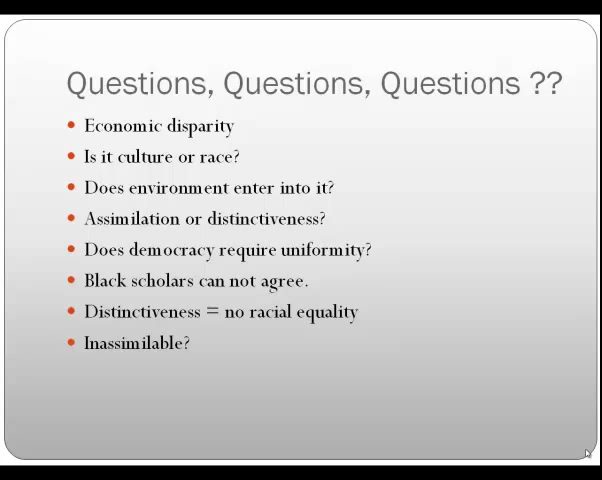 Questions, Questions, Questions ??
Economic disparity
Is it culture or race?
Does environment enter into it?
Assimilation or distinctiveness?
Does democracy require uniformity?
Black scholars can not agree.
Distinctiveness = no racial equality
Inassimilable?